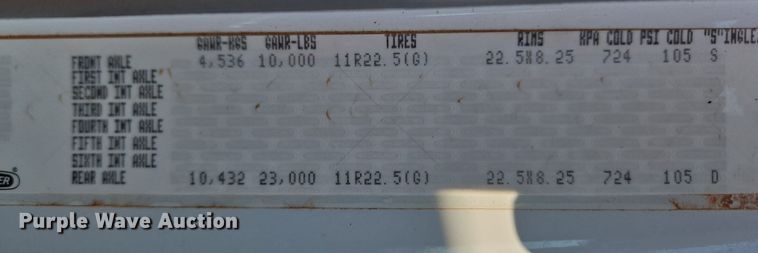 GAWR-KGS GAWR-LBS TIRES RIMS KPA COLD PSI COLD "S"INGLE
FRONT AXLE 4,536 10,000 11R22.5(G) 22.5X8.25 724 105 S
FIRST INT AXLE
SECOND INT AXLE
THIRD INT AXLE
FOURTH INT AXLE
FIFTH INT AXLE
SIXTH INT AXLE
REAR AXLE 10,432 23,000 11R22.5(G) 22.5X8.25 724 105 D
Purple Wave Auction